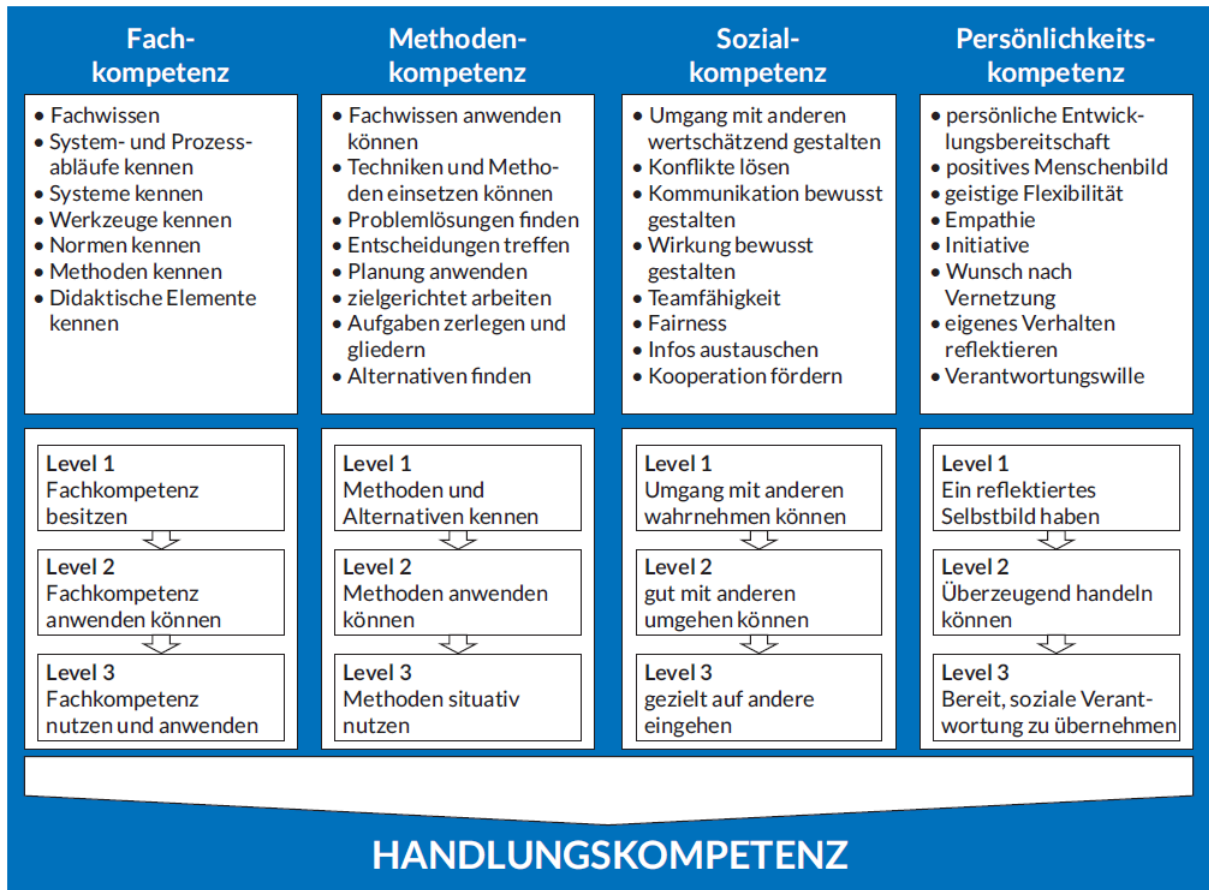 Fach-
kompetenz
• Fachwissen
• System- und Prozess-
abläufe kennen
• Systeme kennen
• Werkzeuge kennen
• Normen kennen
• Methoden kennen
• Didaktische Elemente
kennen
Level 1
Fachkompetenz
besitzen
Level 2
Fachkompetenz
anwenden können
Level 3
Fachkompetenz
nutzen und anwenden
Methoden-
kompetenz
• Fachwissen anwenden
können
• Techniken und Metho-
den einsetzen können
• Problemlösungen finden
• Entscheidungen treffen
• Planung anwenden
• zielgerichtet arbeiten
• Aufgaben zerlegen und
gliedern
• Alternativen finden
Level 1
Methoden und
Alternativen kennen
Level 2
Methoden anwenden
können
Level 3
Methoden situativ
nutzen
Sozial-
kompetenz
• Umgang mit anderen
wertschätzend gestalten
• Konflikte lösen
• Kommunikation bewusst
gestalten
• Wirkung bewusst
gestalten
• Teamfähigkeit
• Fairness
• Infos austauschen
• Kooperation fördern
Level 1
Umgang mit anderen
wahrnehmen können
Level 2
gut mit anderen
umgehen können
Level 3
gezielt auf andere
eingehen
Persönlichkeits-
kompetenz
• persönliche Entwick-
lungsbereitschaft
• positives Menschenbild
• geistige Flexibilität
• Empathie
• Initiative
• Wunsch nach
Vernetzung
• eigenes Verhalten
reflektieren
• Verantwortungswille
Level 1
Ein reflektiertes
Selbstbild haben
Level 2
Überzeugend handeln
können
Level 3
Bereit, soziale Verant-
wortung zu übernehmen
HANDLUNGSKOMPETENZ